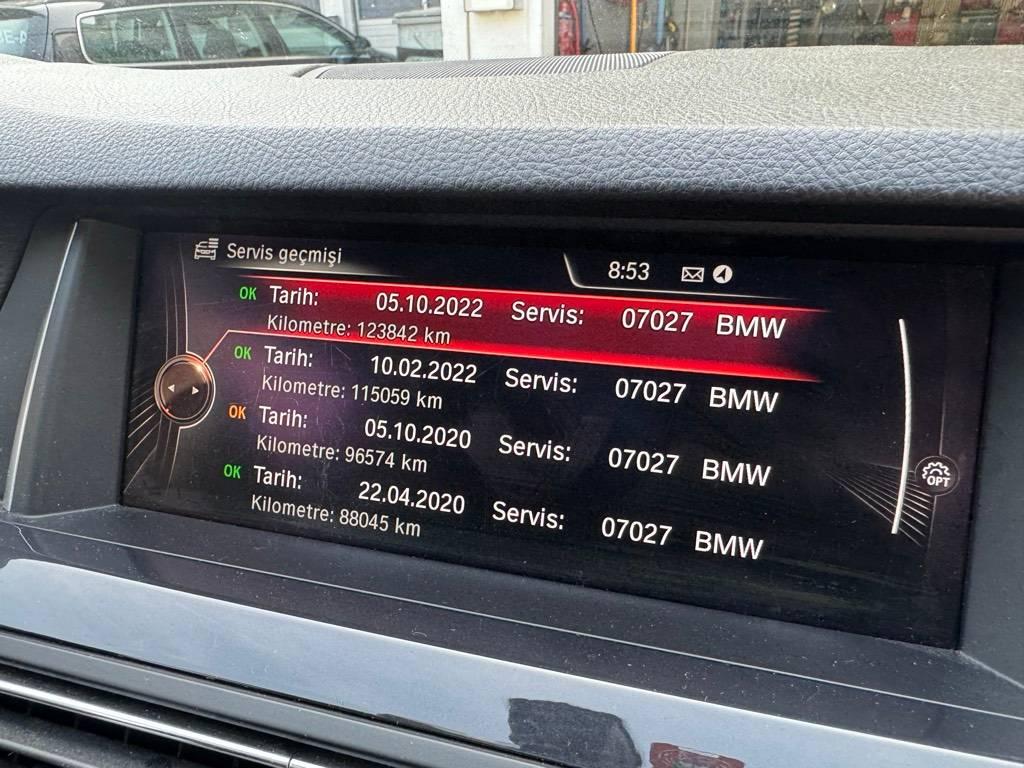 Servis geçmişi
8:53
OK Tarih: 05.10.2022 Servis: 07027 BMW
Kilometre: 123842 km
OK Tarih: 10.02.2022 Servis: 07027 BMW
Kilometre: 115059 km
OK Tarih: 05.10.2020 Servis: 07027 BMW
Kilometre: 96574 km
OK Tarih: 22.04.2020 Servis: 07027 BMW
Kilometre: 88045 km
OPT